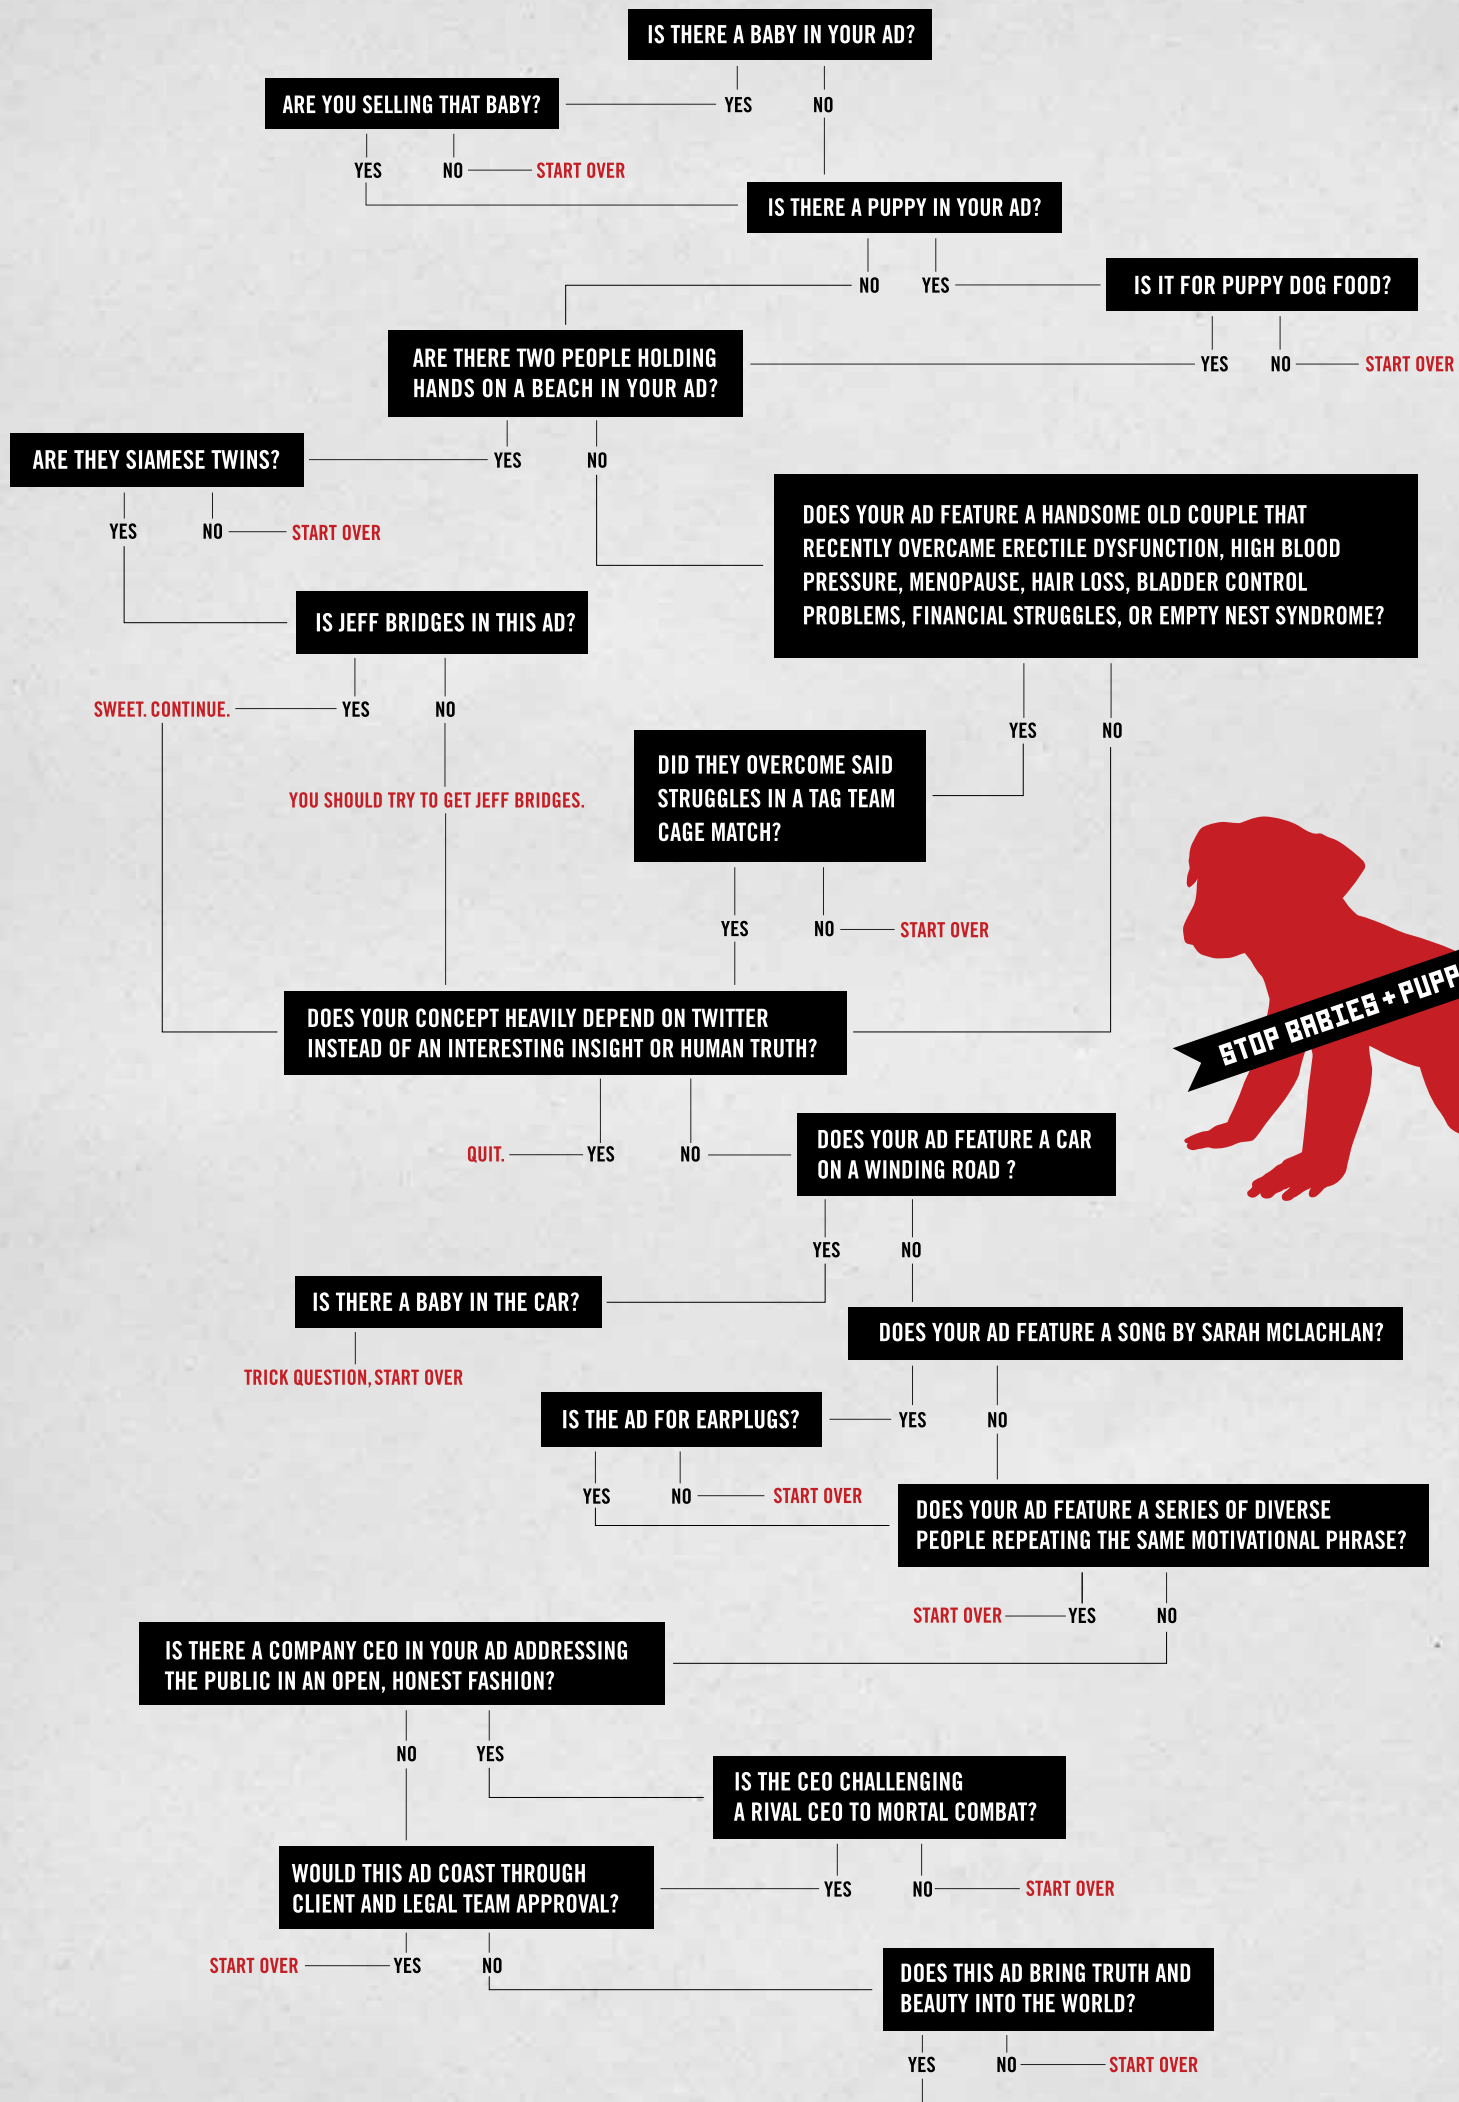 IS THERE A BABY IN YOUR AD?
YES
NO
ARE YOU SELLING THAT BABY?
YES
NO
START OVER
IS THERE A PUPPY IN YOUR AD?
NO
YES
IS IT FOR PUPPY DOG FOOD?
YES
NO
START OVER
ARE THERE TWO PEOPLE HOLDING
HANDS ON A BEACH IN YOUR AD?
YES
NO
ARE THEY SIAMESE TWINS?
YES
NO
START OVER
DOES YOUR AD FEATURE A HANDSOME OLD COUPLE THAT
RECENTLY OVERCAME ERECTILE DYSFUNCTION, HIGH BLOOD
PRESSURE, MENOPAUSE, HAIR LOSS, BLADDER CONTROL
PROBLEMS, FINANCIAL STRUGGLES, OR EMPTY NEST SYNDROME?
YES
NO
IS JEFF BRIDGES IN THIS AD?
SWEET. CONTINUE.
YES
NO
YOU SHOULD TRY TO GET JEFF BRIDGES.
DID THEY OVERCOME SAID
STRUGGLES IN A TAG TEAM
CAGE MATCH?
YES
NO
START OVER
STOP BABIES + PUPP
DOES YOUR CONCEPT HEAVILY DEPEND ON TWITTER
INSTEAD OF AN INTERESTING INSIGHT OR HUMAN TRUTH?
QUIT.
YES
NO
DOES YOUR AD FEATURE A CAR
ON A WINDING ROAD ?
YES
NO
IS THERE A BABY IN THE CAR?
TRICK QUESTION, START OVER
DOES YOUR AD FEATURE A SONG BY SARAH MCLACHLAN?
YES
NO
IS THE AD FOR EARPLUGS?
YES
NO
START OVER
DOES YOUR AD FEATURE A SERIES OF DIVERSE
PEOPLE REPEATING THE SAME MOTIVATIONAL PHRASE?
START OVER
YES
NO
IS THERE A COMPANY CEO IN YOUR AD ADDRESSING
THE PUBLIC IN AN OPEN, HONEST FASHION?
NO
YES
IS THE CEO CHALLENGING
A RIVAL CEO TO MORTAL COMBAT?
YES
NO
START OVER
WOULD THIS AD COAST THROUGH
CLIENT AND LEGAL TEAM APPROVAL?
START OVER
YES
NO
DOES THIS AD BRING TRUTH AND
BEAUTY INTO THE WORLD?
YES
NO
START OVER